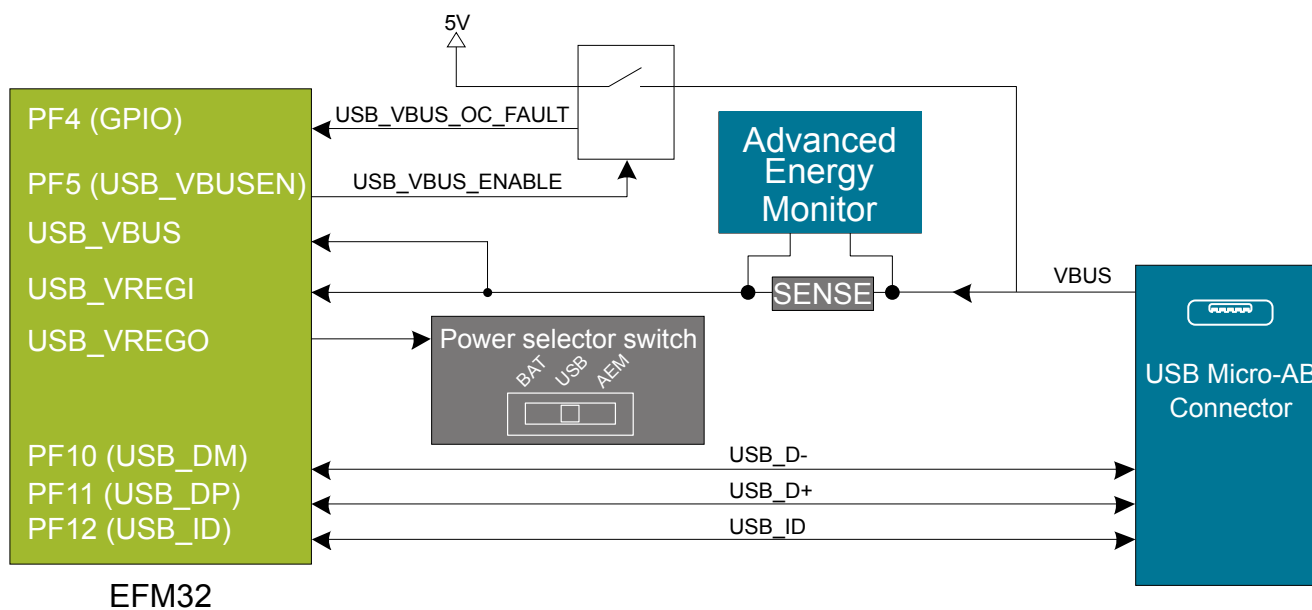 5V
PF4 (GPIO)
USB_VBUS_OC_FAULT
PF5 (USB_VBUSEN)
USB_VBUS_ENABLE
USB_VBUS
USB_VREGI
USB_VREGO
Advanced
Energy
Monitor
SENSE
VBUS
Power selector switch
BAT
USB
AEM
USB Micro-AB
Connector
PF10 (USB_DM)
USB_D-
PF11 (USB_DP)
USB_D+
PF12 (USB_ID)
USB_ID
EFM32